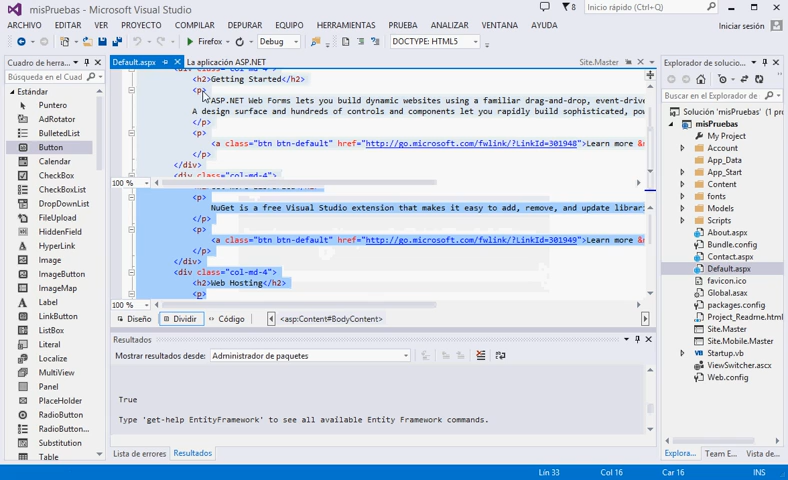 misPruebas - Microsoft Visual Studio
8
Inicio rápido (Ctrl+Q)
ARCHIVO EDITAR VER PROYECTO COMPILAR DEPURAR EQUIPO HERRAMIENTAS PRUEBA ANALIZAR VENTANA AYUDA
Iniciar sesión
Firefox Debug DOCTYPE: HTML5
Cuadro de herra...
Default.aspx La aplicación ASP.NET Site.Master
Explorador de solucio...
Buscar en Cuadro d
Buscar en el Explorador d
Estándar
Puntero
AdRotator
BulletedList
Button
Calendar
CheckBox
CheckBoxList
DropDownList
FileUpload
HiddenField
HyperLink
Image
ImageButton
ImageMap
Label
LinkButton
ListBox
Literal
Localize
MultiView
Panel
PlaceHolder
RadioButton
RadioButton...
Substitution
Table
<h2>Getting Started</h2>
<p>
ASP.NET Web Forms lets you build dynamic websites using a familiar drag-and-drop, event-drive
A design surface and hundreds of controls and components let you rapidly build sophisticated, pow
</p>
<p>
<a class="btn btn-default" href="http://go.microsoft.com/fwlink/?LinkId=301948">Learn more &
</p>
</div>
<div class="col-md-4">
100 %
<p>
NuGet is a free Visual Studio extension that makes it easy to add, remove, and update librari
</p>
<p>
<a class="btn btn-default" href="http://go.microsoft.com/fwlink/?LinkId=301949">Learn more &
</p>
</div>
<div class="col-md-4">
<h2>Web Hosting</h2>
<p>
100 %
Diseño Dividir Código <asp:Content#BodyContent>
Resultados
Mostrar resultados desde: Administrador de paquetes
True
Type 'get-help EntityFramework' to see all available Entity Framework commands.
Lista de errores Resultados
Solución 'misPruebas' (1 pro
misPruebas
My Project
Account
App_Data
App_Start
Content
fonts
Models
Scripts
About.aspx
Bundle.config
Contact.aspx
Default.aspx
favicon.ico
Global.asax
packages.config
Project_Readme.html
Site.Master
Site.Mobile.Master
Startup.vb
ViewSwitcher.ascx
Web.config
Explora... Team E... Vista de...
Lín 33 Col 16 Car 16 INS